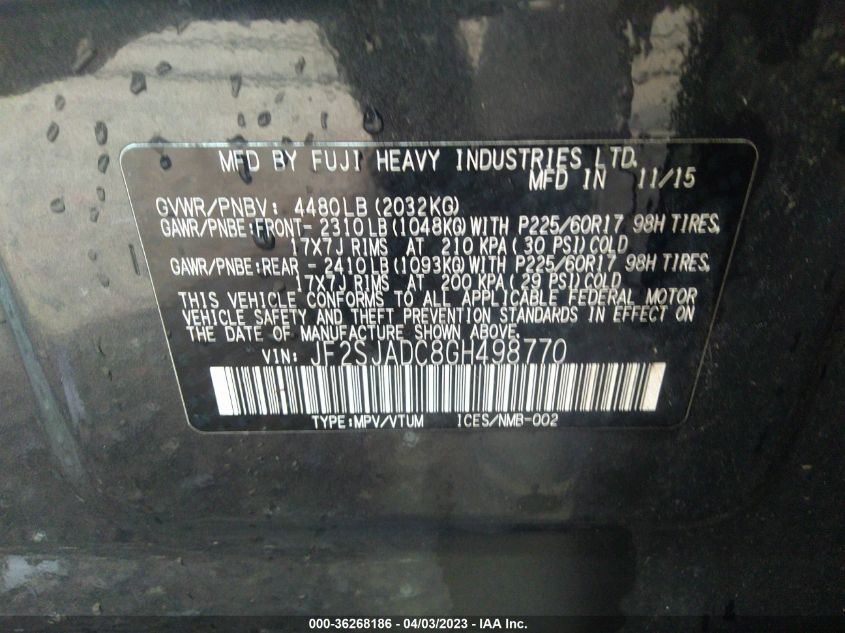 MFD BY FUJI HEAVY INDUSTRIES LTD.
MFD IN 11/15
GVWR/PNBV: 4480LB(2032KG)
GAWR/PNBE:FRONT- 2310LB(1048KG)WITH P225/60R17 98H TIRES,
17X7J RIMS AT 210 KPA(30 PSI)COLD
GAWR/PNBE:REAR - 2410LB(1093KG)WITH P225/60R17 98H TIRES,
17X7J RIMS AT 200 KPA(29 PSI)COLD
THIS VEHICLE CONFORMS TO ALL APPLICABLE FEDERAL MOTOR
VEHICLE SAFETY AND THEFT PREVENTION STANDARDS IN EFFECT ON
THE DATE OF MANUFACTURE SHOWN ABOVE.
VIN: JF2SJADC8GH498770
TYPE:MPV/VTUM ICES/NMB-002
000-36268186 - 04/03/2023 - IAA Inc.